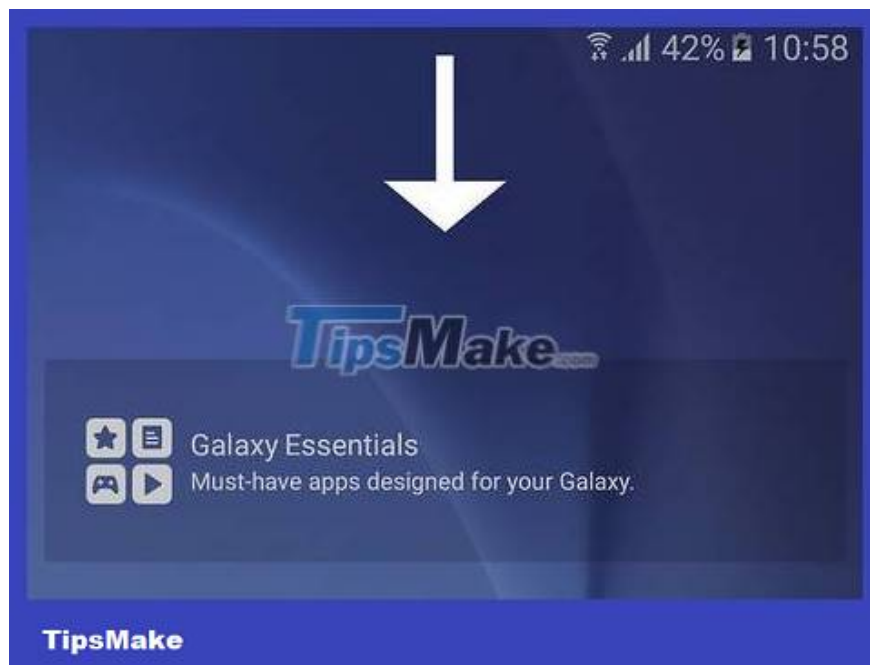 42% 10:58
TipsMake.com
Galaxy Essentials
Must-have apps designed for your Galaxy.
TipsMake